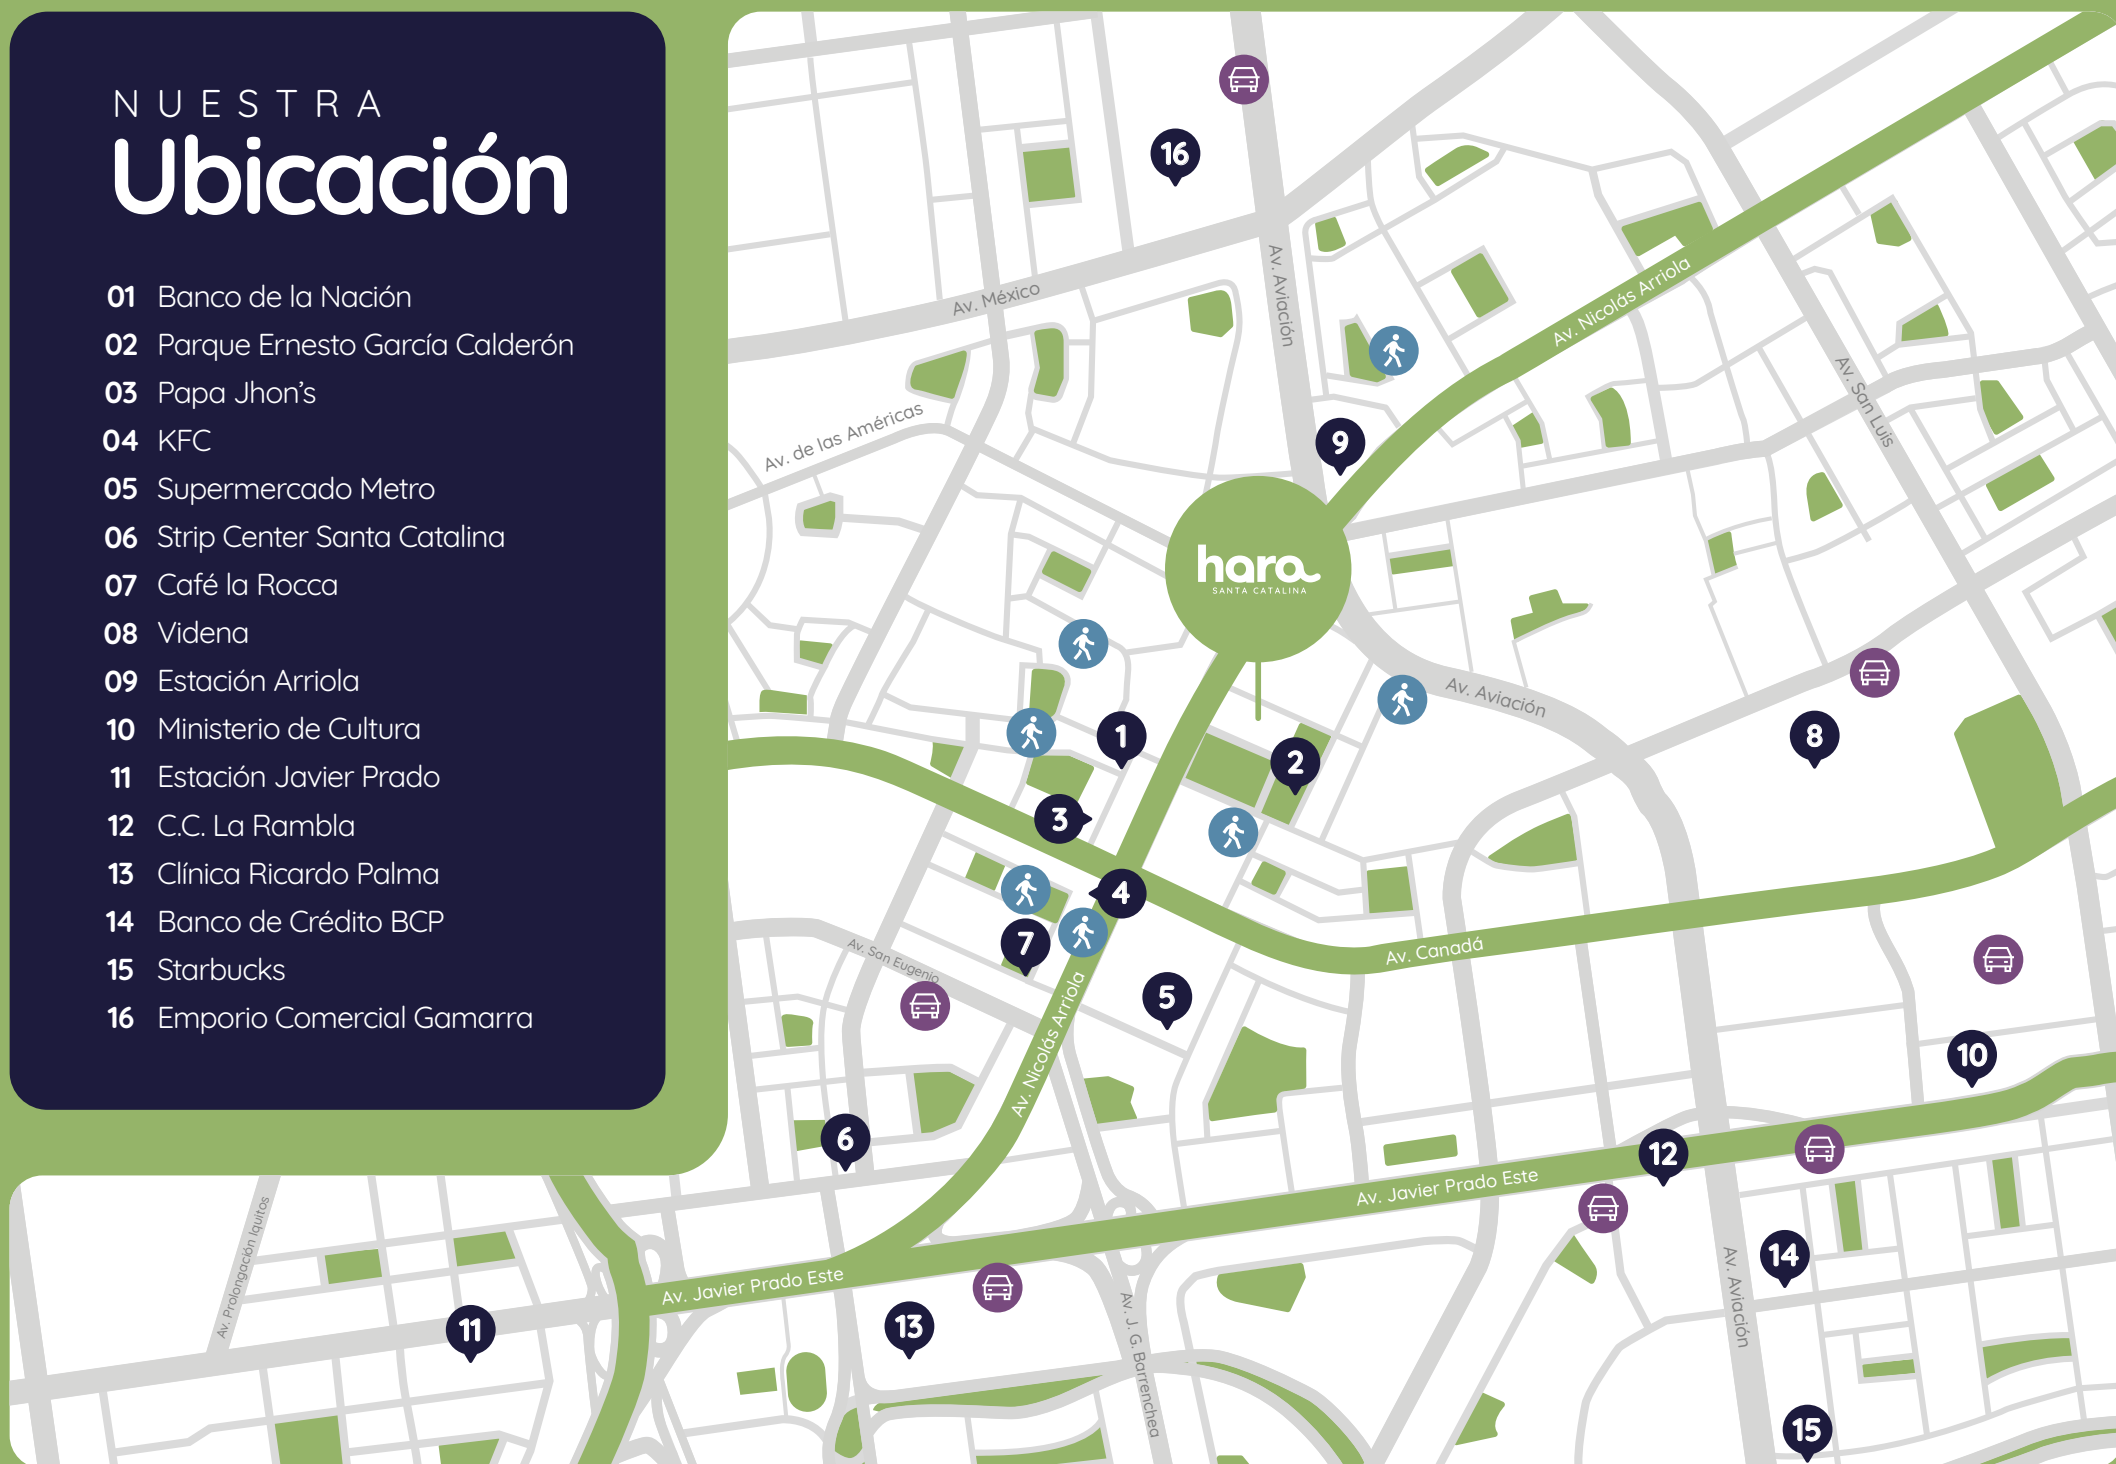 NUESTRA
Ubicación
01 Banco de la Nación
02 Parque Ernesto García Calderón
03 Papa Jhon's
04 KFC
05 Supermercado Metro
06 Strip Center Santa Catalina
07 Café la Rocca
08 Videna
09 Estación Arriola
10 Ministerio de Cultura
11 Estación Javier Prado
12 C.C. La Rambla
13 Clínica Ricardo Palma
14 Banco de Crédito BCP
15 Starbucks
16 Emporio Comercial Gamarra
16
Av. México
Av. Aviación
Av. Nicolás Arriola
Av. San Luis
Av. de las Américas
9
hara
SANTA CATALINA
Av. Aviación
1
2
8
3
4
Av. Canadá
7
Av. San Eugenio
5
Av. Nicolás Arriola
10
6
12
Av. Javier Prado Este
Av. Prolongación Iquitos
Av. Javier Prado Este
14
Av. Aviación
11
13
Av. J. G. Barrenchea
15